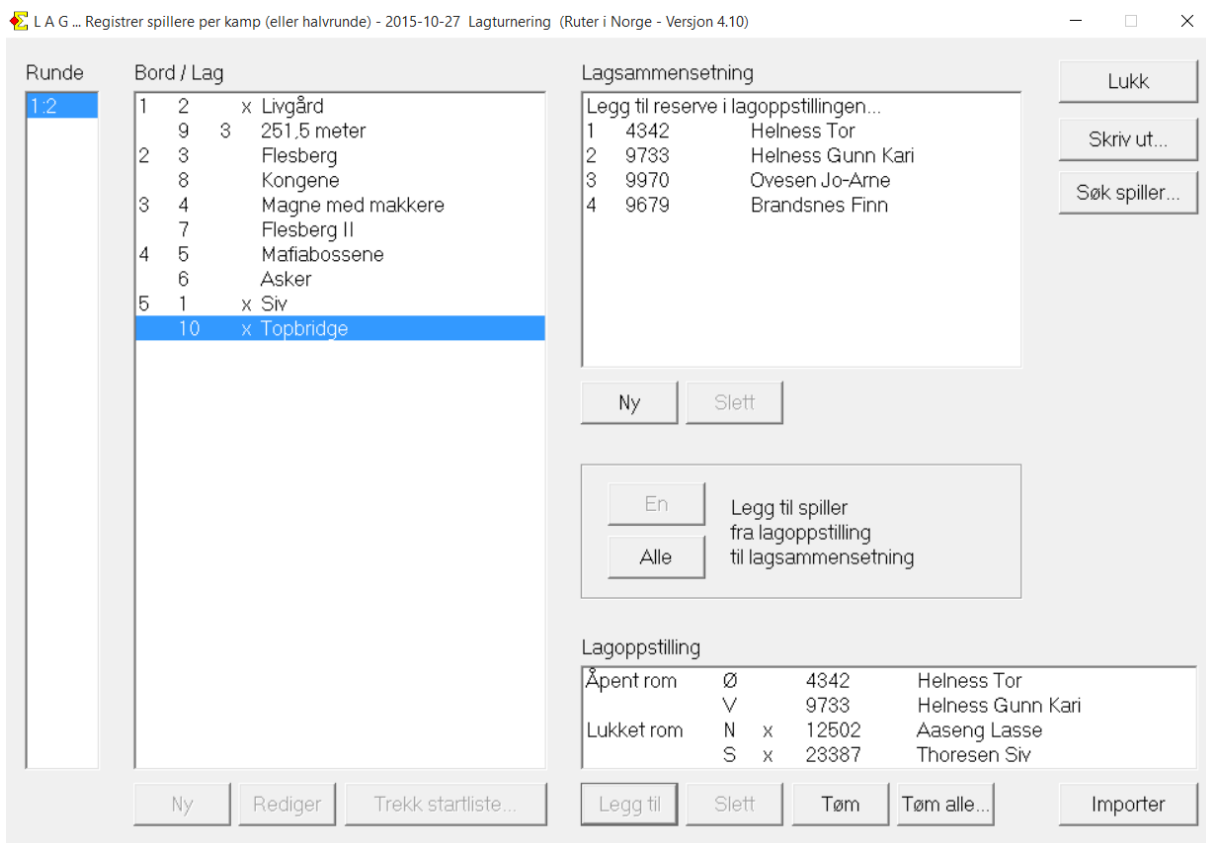 L A G ... Registrer spillere per kamp (eller halvrunde) - 2015-10-27 Lagturnering (Ruter i Norge - Versjon 4.10)
Runde
1:2
Bord / Lag
1 2 x Livgård
9 3 251,5 meter
2 3 Flesberg
8 Kongene
3 4 Magne med makkere
7 Flesberg II
4 5 Mafiabossene
6 Asker
5 1 x Siv
10 x Topbridge
Ny Rediger Trekk startliste...
Lagsammensetning
Legg til reserve i lagoppstillingen...
1 4342 Helness Tor
2 9733 Helness Gunn Kari
3 9970 Ovesen Jo-Arne
4 9679 Brandsnes Finn
Ny Slett
En
Alle
Legg til spiller
fra lagoppstilling
til lagsammensetning
Lagoppstilling
Åpent rom Ø 4342 Helness Tor
V 9733 Helness Gunn Kari
Lukket rom N x 12502 Aaseng Lasse
S x 23387 Thoresen Siv
Legg til Slett Tøm Tøm alle... Importer
Lukk
Skriv ut...
Søk spiller...